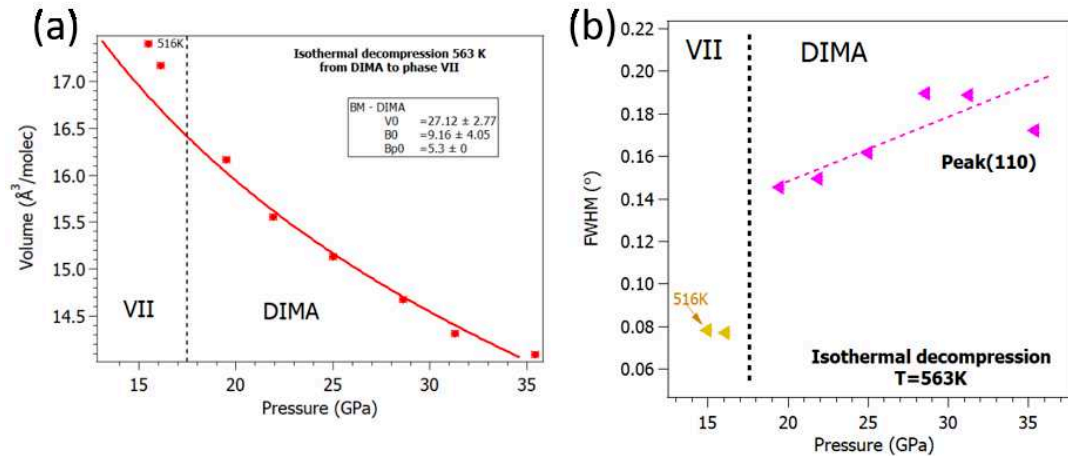 (a)
516K
Isothermal decompression 563 K
from DIMA to phase VII
BM - DIMA
V0 =27.12 ± 2.77
B0 =9.16 ± 4.05
Bp0 =5.3 ± 0
17.0
16.5
16.0
15.5
15.0
14.5
Volume (Å³/molec)
VII
DIMA
15
20
25
30
35
Pressure (GPa)
(b)
0.22
0.20
0.18
0.16
0.14
0.12
0.10
0.08
0.06
FWHM (°)
VII
DIMA
Peak(110)
516K
Isothermal decompression
T=563K
15
20
25
30
35
Pressure (GPa)